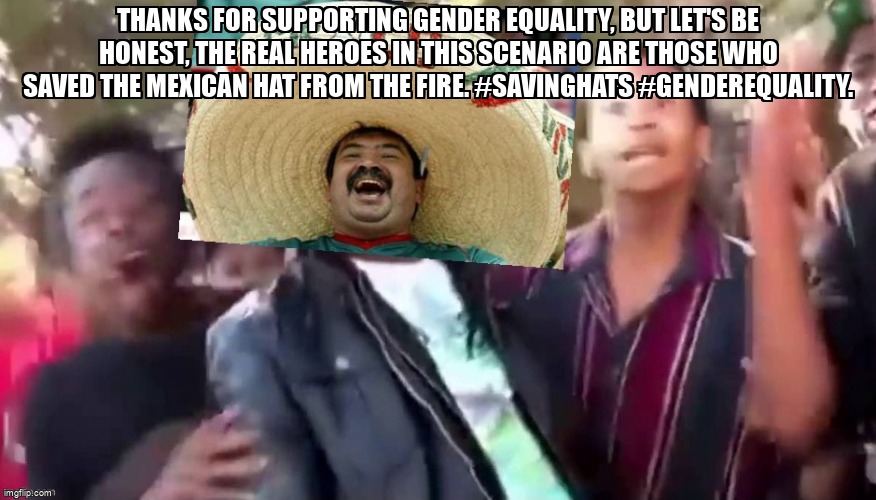 THANKS FOR SUPPORTING GENDER EQUALITY, BUT LET'S BE
HONEST, THE REAL HEROES IN THIS SCENARIO ARE THOSE WHO
SAVED THE MEXICAN HAT FROM THE FIRE. #SAVINGHATS #GENDEREQUALITY.
imgflip.com